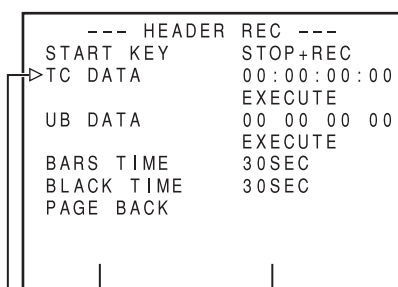 --- HEADER REC ---
START KEY STOP+REC
▷TC DATA 00:00:00:00
EXECUTE
UB DATA 00 00 00 00
EXECUTE
BARS TIME 30SEC
BLACK TIME 30SEC
PAGE BACK